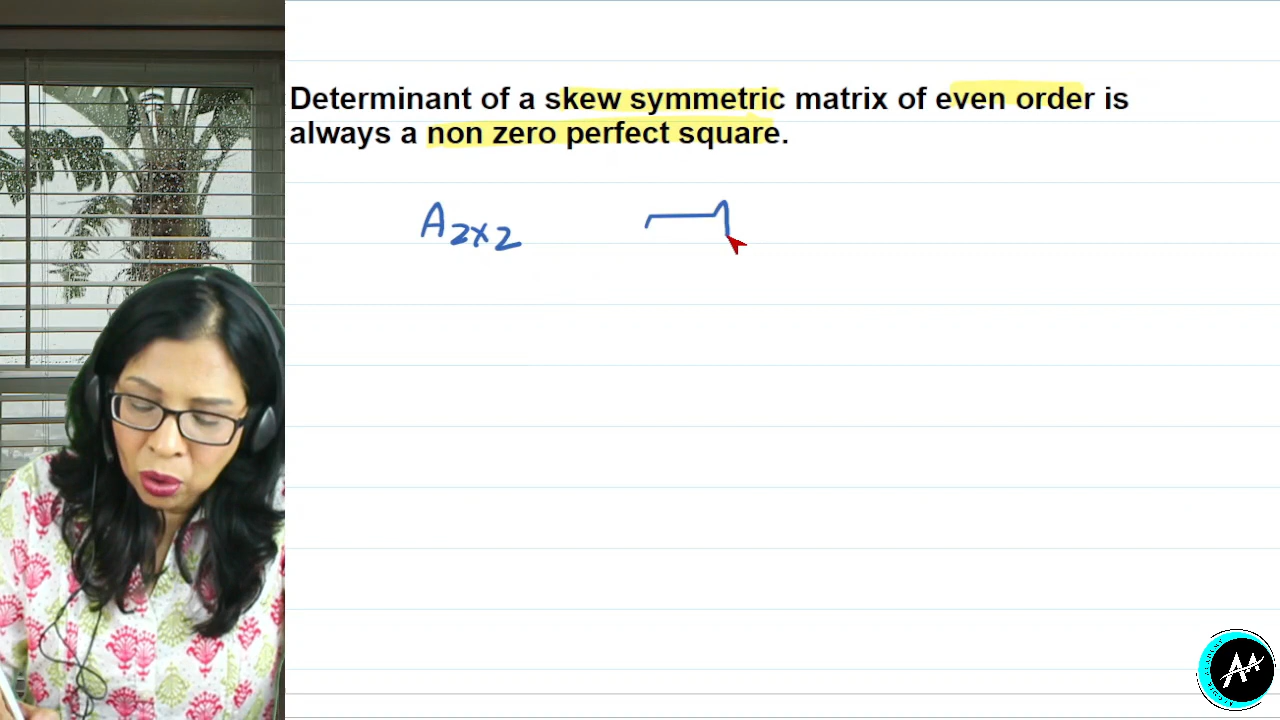 Determinant of a skew symmetric matrix of even order is
always a non zero perfect square.
A2x2